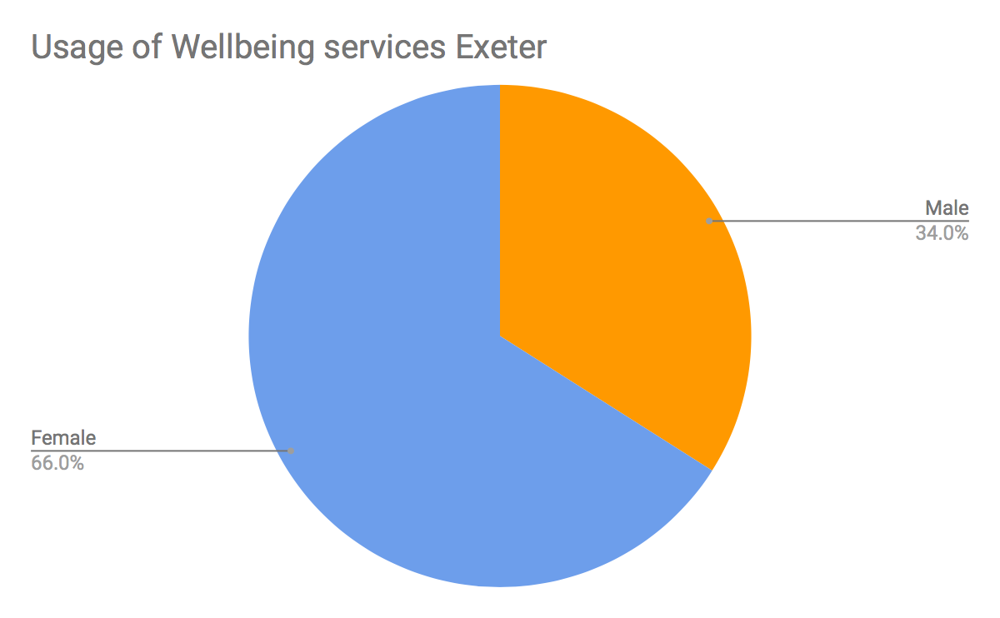 Usage of Wellbeing services Exeter
Male
34.0%
Female
66.0%